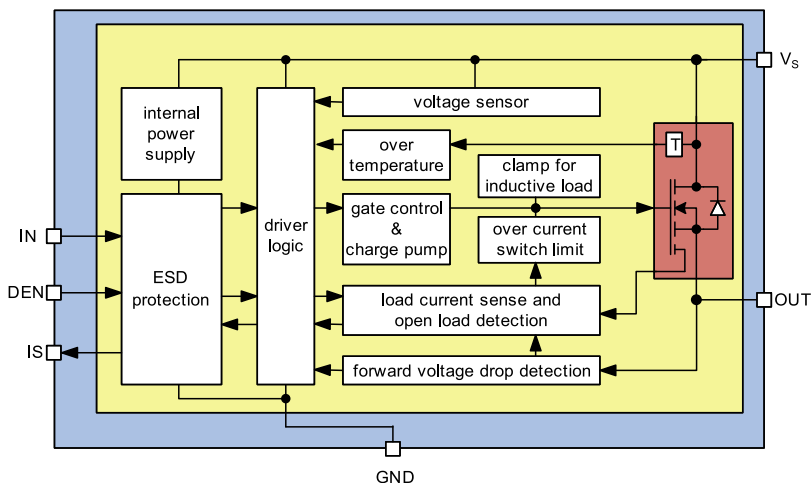 V_S
voltage sensor
internal
power
supply
over
temperature
T
clamp for
inductive load
driver
logic
gate control
&
charge pump
over current
switch limit
IN
ESD
protection
DEN
load current sense and
open load detection
OUT
IS
forward voltage drop detection
GND